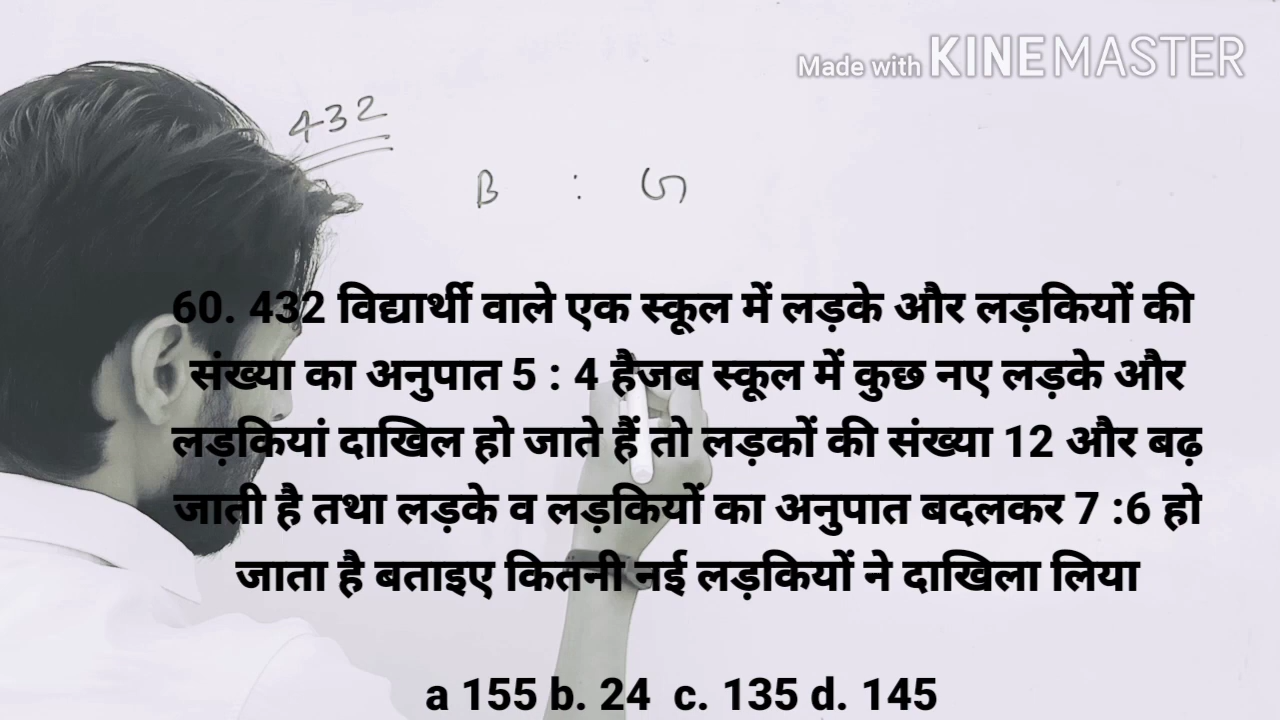 Made with KINEMASTER
432
B : G
60. 432 विद्यार्थी वाले एक स्कूल में लड़के और लड़कियों की
संख्या का अनुपात 5 : 4 हैजब स्कूल में कुछ नए लड़के और
लड़कियां दाखिल हो जाते हैं तो लड़कों की संख्या 12 और बढ़
जाती है तथा लड़के व लड़कियों का अनुपात बदलकर 7 :6 हो
जाता है बताइए कितनी नई लड़कियों ने दाखिला लिया
a 155 b. 24 c. 135 d. 145